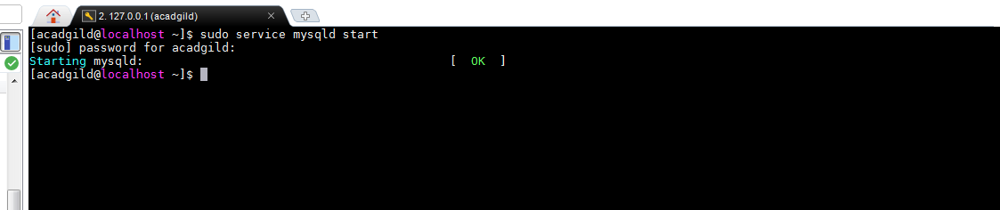 2. 127.0.0.1 (acadgild)
[acadgild@localhost ~]$ sudo service mysqld start
[sudo] password for acadgild:
Starting mysqld:                                           [  OK  ]
[acadgild@localhost ~]$